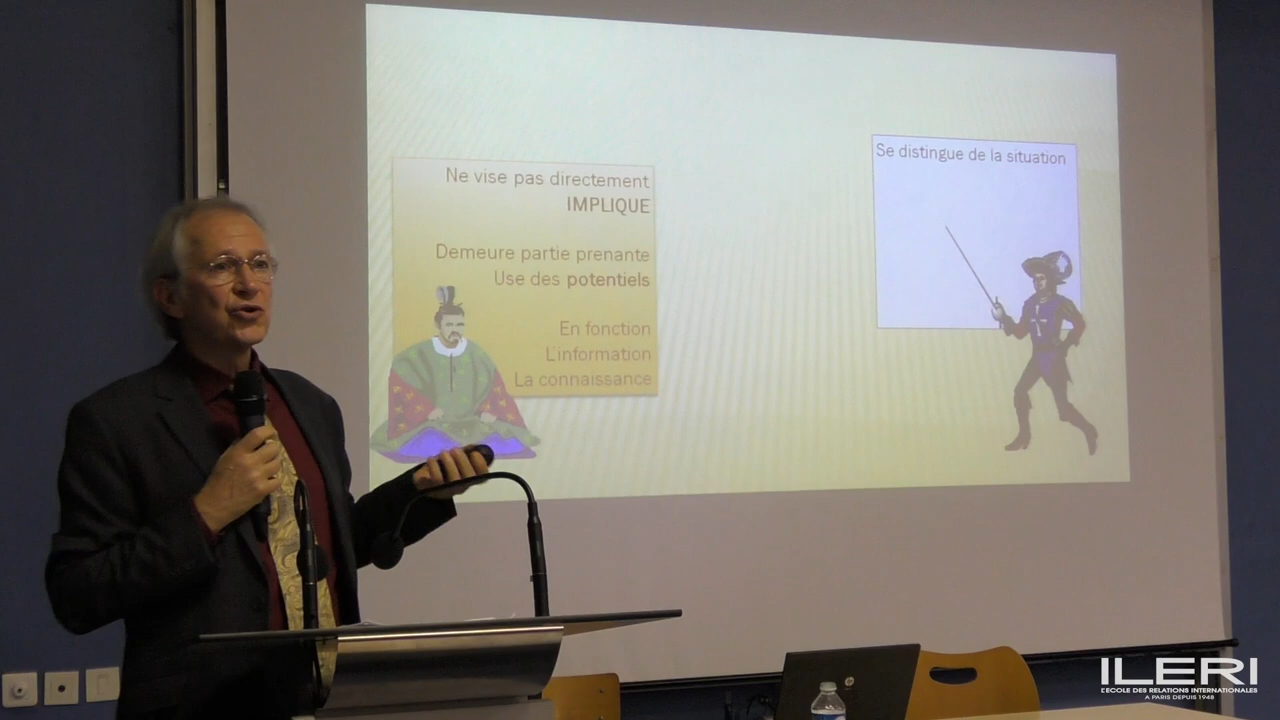 Ne vise pas directement
IMPLIQUE
Demeure partie prenante
Use des potentiels
En fonction
L'information
La connaissance
Se distingue de la situation
hp
ILERI
L'ECOLE DES RELATIONS INTERNATIONALES
A PARIS DEPUIS 1948